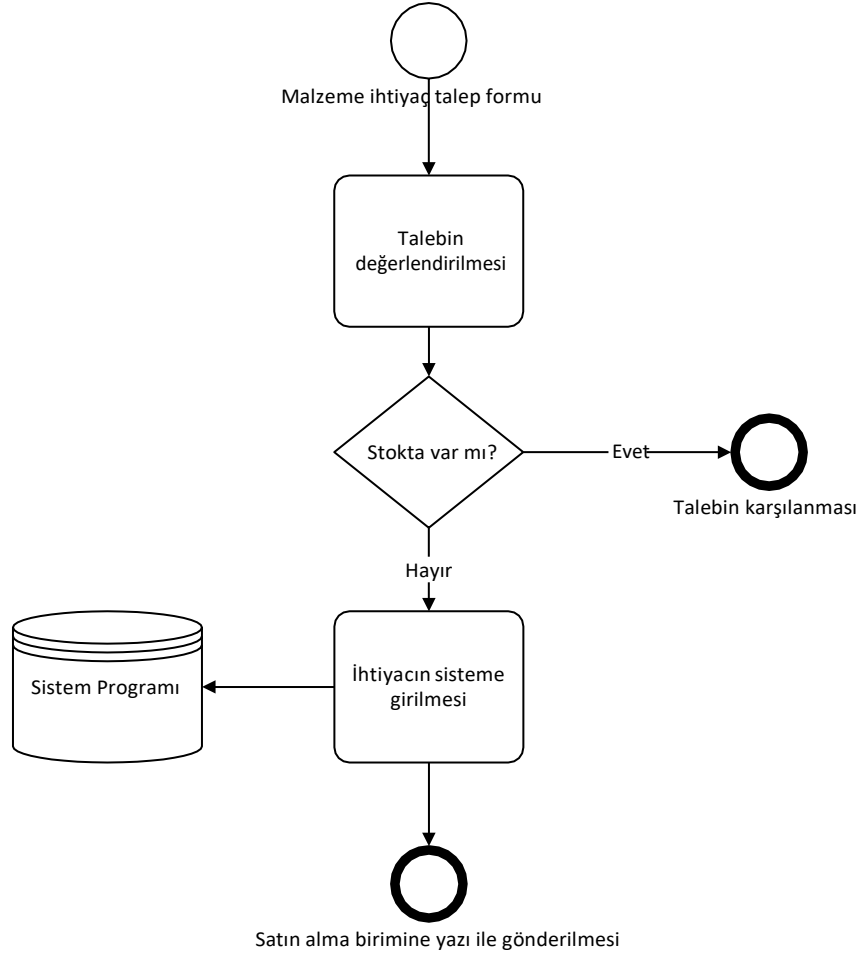 Malzeme ihtiyaç talep formu
Talebin
değerlendirilmesi
Stokta var mı?
Evet
Talebin karşılanması
Hayır
Sistem Programı
İhtiyacın sisteme
girilmesi
Satın alma birimine yazı ile gönderilmesi